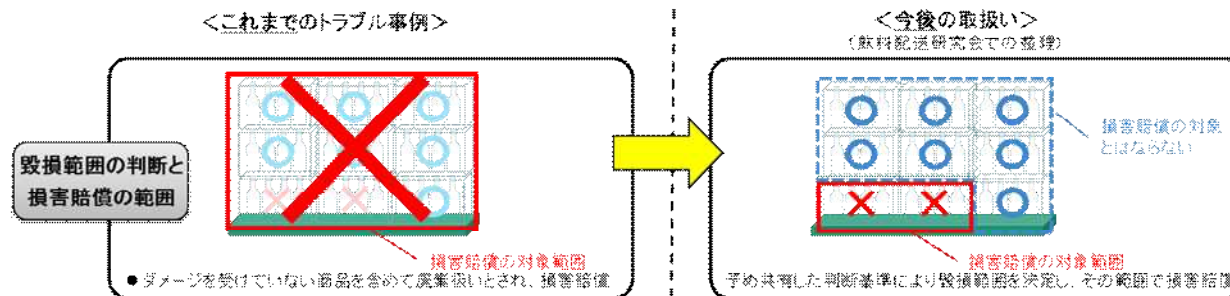 ＜これまでのトラブル事例＞
毀損範囲の判断と
損害賠償の範囲
損害賠償の対象範囲
●ダメージを受けていない商品を含めて廃棄扱いとされ、損害賠償
＜今後の取扱い＞
（飲料配送研究会での整理）
損害賠償の対象
とはならない
損害賠償の対象範囲
予め共有した判断基準により毀損範囲を決定し、その範囲で損害賠償